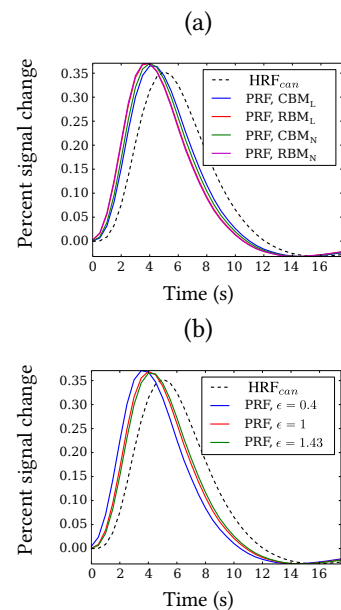 (a)
Percent signal change
0.35
0.30
0.25
0.20
0.15
0.10
0.05
0.00
HRF_can
PRF, CBM_L
PRF, RBM_L
PRF, CBM_N
PRF, RBM_N
0 2 4 6 8 10 12 14 16
Time (s)
(b)
Percent signal change
0.35
0.30
0.25
0.20
0.15
0.10
0.05
0.00
HRF_can
PRF, ϵ = 0.4
PRF, ϵ = 1
PRF, ϵ = 1.43
0 2 4 6 8 10 12 14 16
Time (s)